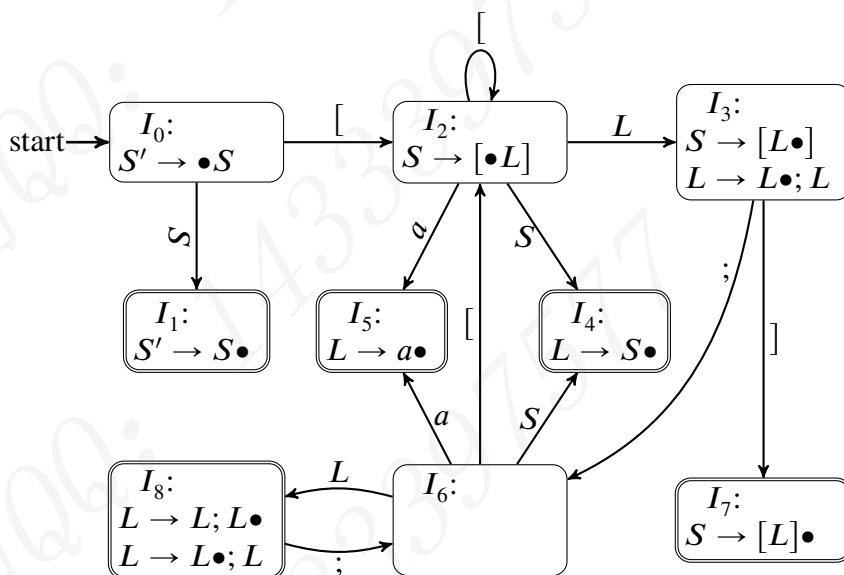 [
I0:
S′ → •S
start
[
I2:
S → [•L]
L
I3:
S → [L•]
L → L•; L
S
a
S
;
]
I1:
S′ → S•
I5:
L → a•
[
I4:
L → S•
a
S
I8:
L → L; L•
L → L•; L
L
;
I6:
I7:
S → [L]•